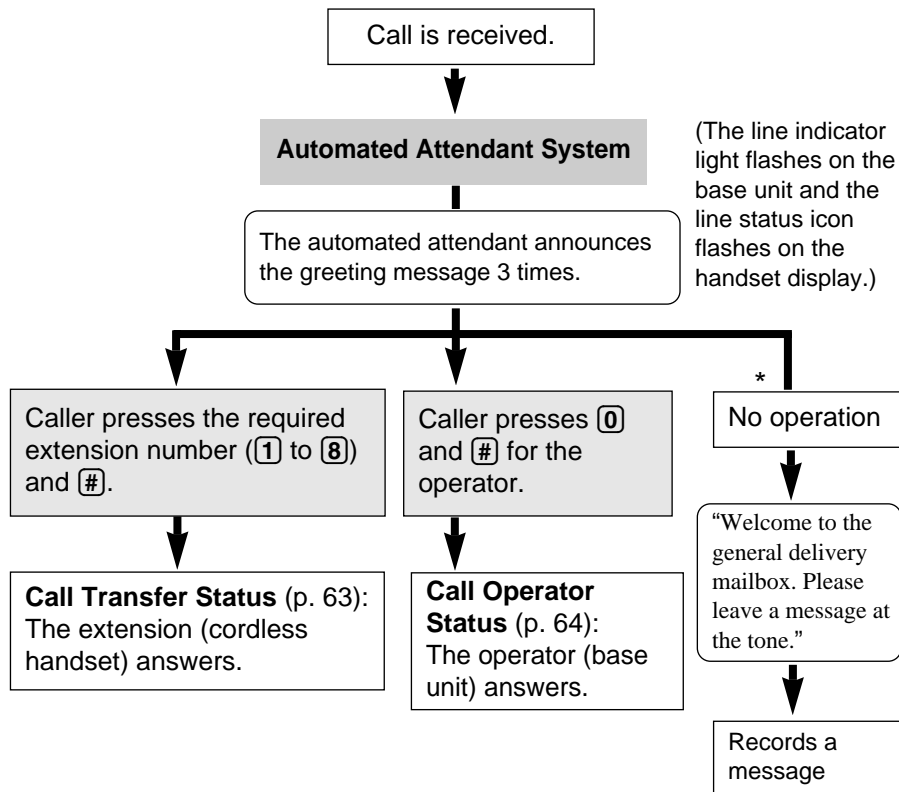 Call is received.
Automated Attendant System
(The line indicator
light flashes on the
base unit and the
line status icon
flashes on the
handset display.)
The automated attendant announces
the greeting message 3 times.
Caller presses the required
extension number (1 to 8)
and #.
Caller presses 0
and # for the
operator.
*
No operation
Call Transfer Status (p. 63):
The extension (cordless
handset) answers.
Call Operator
Status (p. 64):
The operator (base
unit) answers.
“Welcome to the
general delivery
mailbox. Please
leave a message at
the tone.”
Records a
message